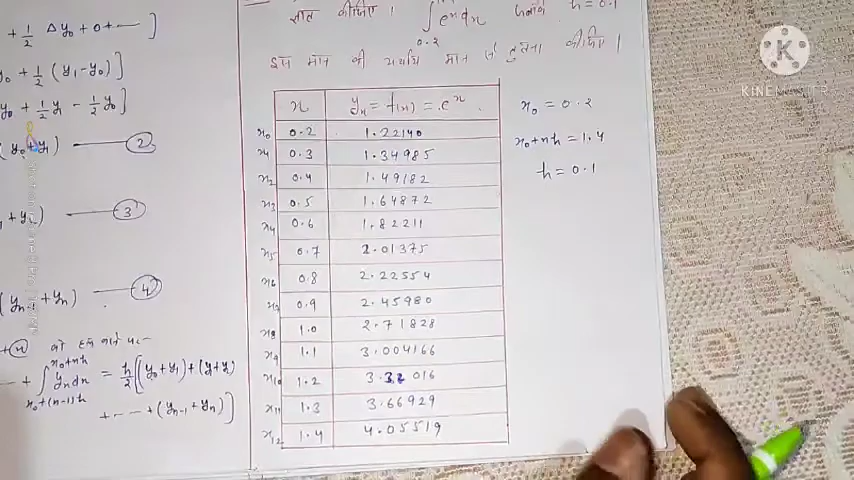 + 1/2 Δy₀ + 0 + --- ]
y₀ + 1/2 (y₁ - y₀)]
y₀ + 1/2 y₁ - 1/2 y₀]
(y₀ + y₁) ——— ②
+ y₂) ——— ③
(yₙ₋₁ + yₙ) ——— ④
+ ∫ x₀+(n-1)h x₀+nh yₙ dx = h/2 [(y₀+y₁) + (y₁+y₂)
+ --- + (yₙ₋₁ + yₙ)]
ज्ञात कीजिए । ∫ 0.2 eˣ dx h = 0.1
इस मान की यथार्थ मान से तुलना कीजिए ।
x yₙ = f(x) = eˣ
x₀ 0.2 1.22140
x₁ 0.3 1.34985
x₂ 0.4 1.49182
x₃ 0.5 1.64872
x₄ 0.6 1.82211
x₅ 0.7 2.01375
x₆ 0.8 2.22554
x₇ 0.9 2.45960
x₈ 1.0 2.71828
x₉ 1.1 3.004166
x₁₀ 1.2 3.32016
x₁₁ 1.3 3.66929
x₁₂ 1.4 4.05519
x₀ = 0.2
x₀+nh = 1.4
h = 0.1
KINEMASTER